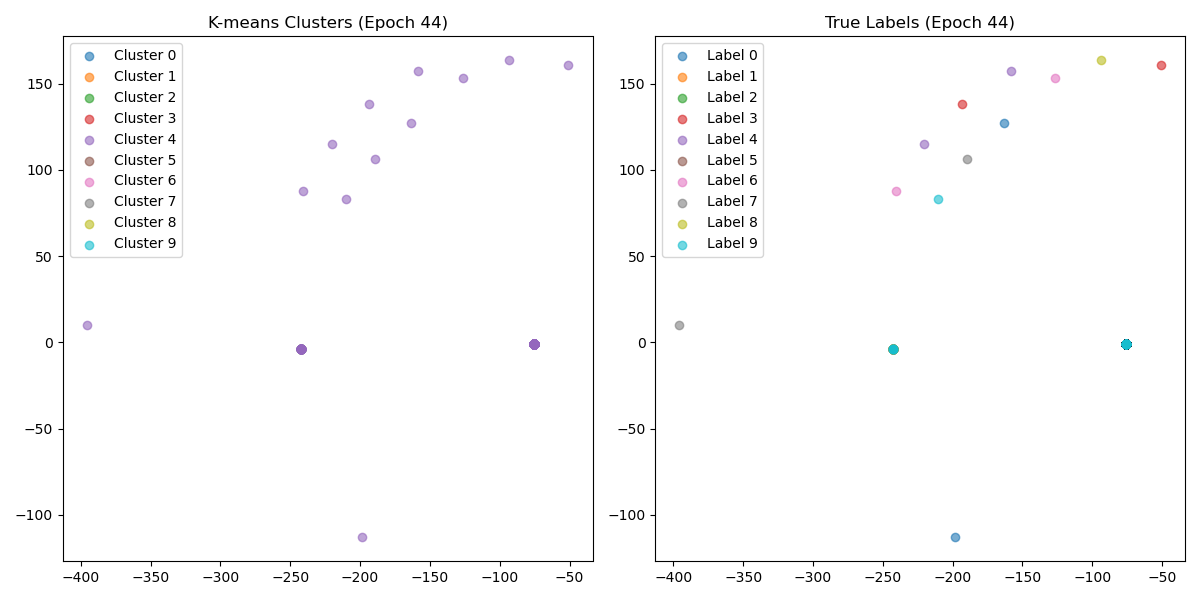 K-means Clusters (Epoch 44)
Cluster 0
Cluster 1
Cluster 2
Cluster 3
Cluster 4
Cluster 5
Cluster 6
Cluster 7
Cluster 8
Cluster 9
150
100
50
0
−50
−100
−400
−350
−300
−250
−200
−150
−100
−50
True Labels (Epoch 44)
Label 0
Label 1
Label 2
Label 3
Label 4
Label 5
Label 6
Label 7
Label 8
Label 9
150
100
50
0
−50
−100
−400
−350
−300
−250
−200
−150
−100
−50